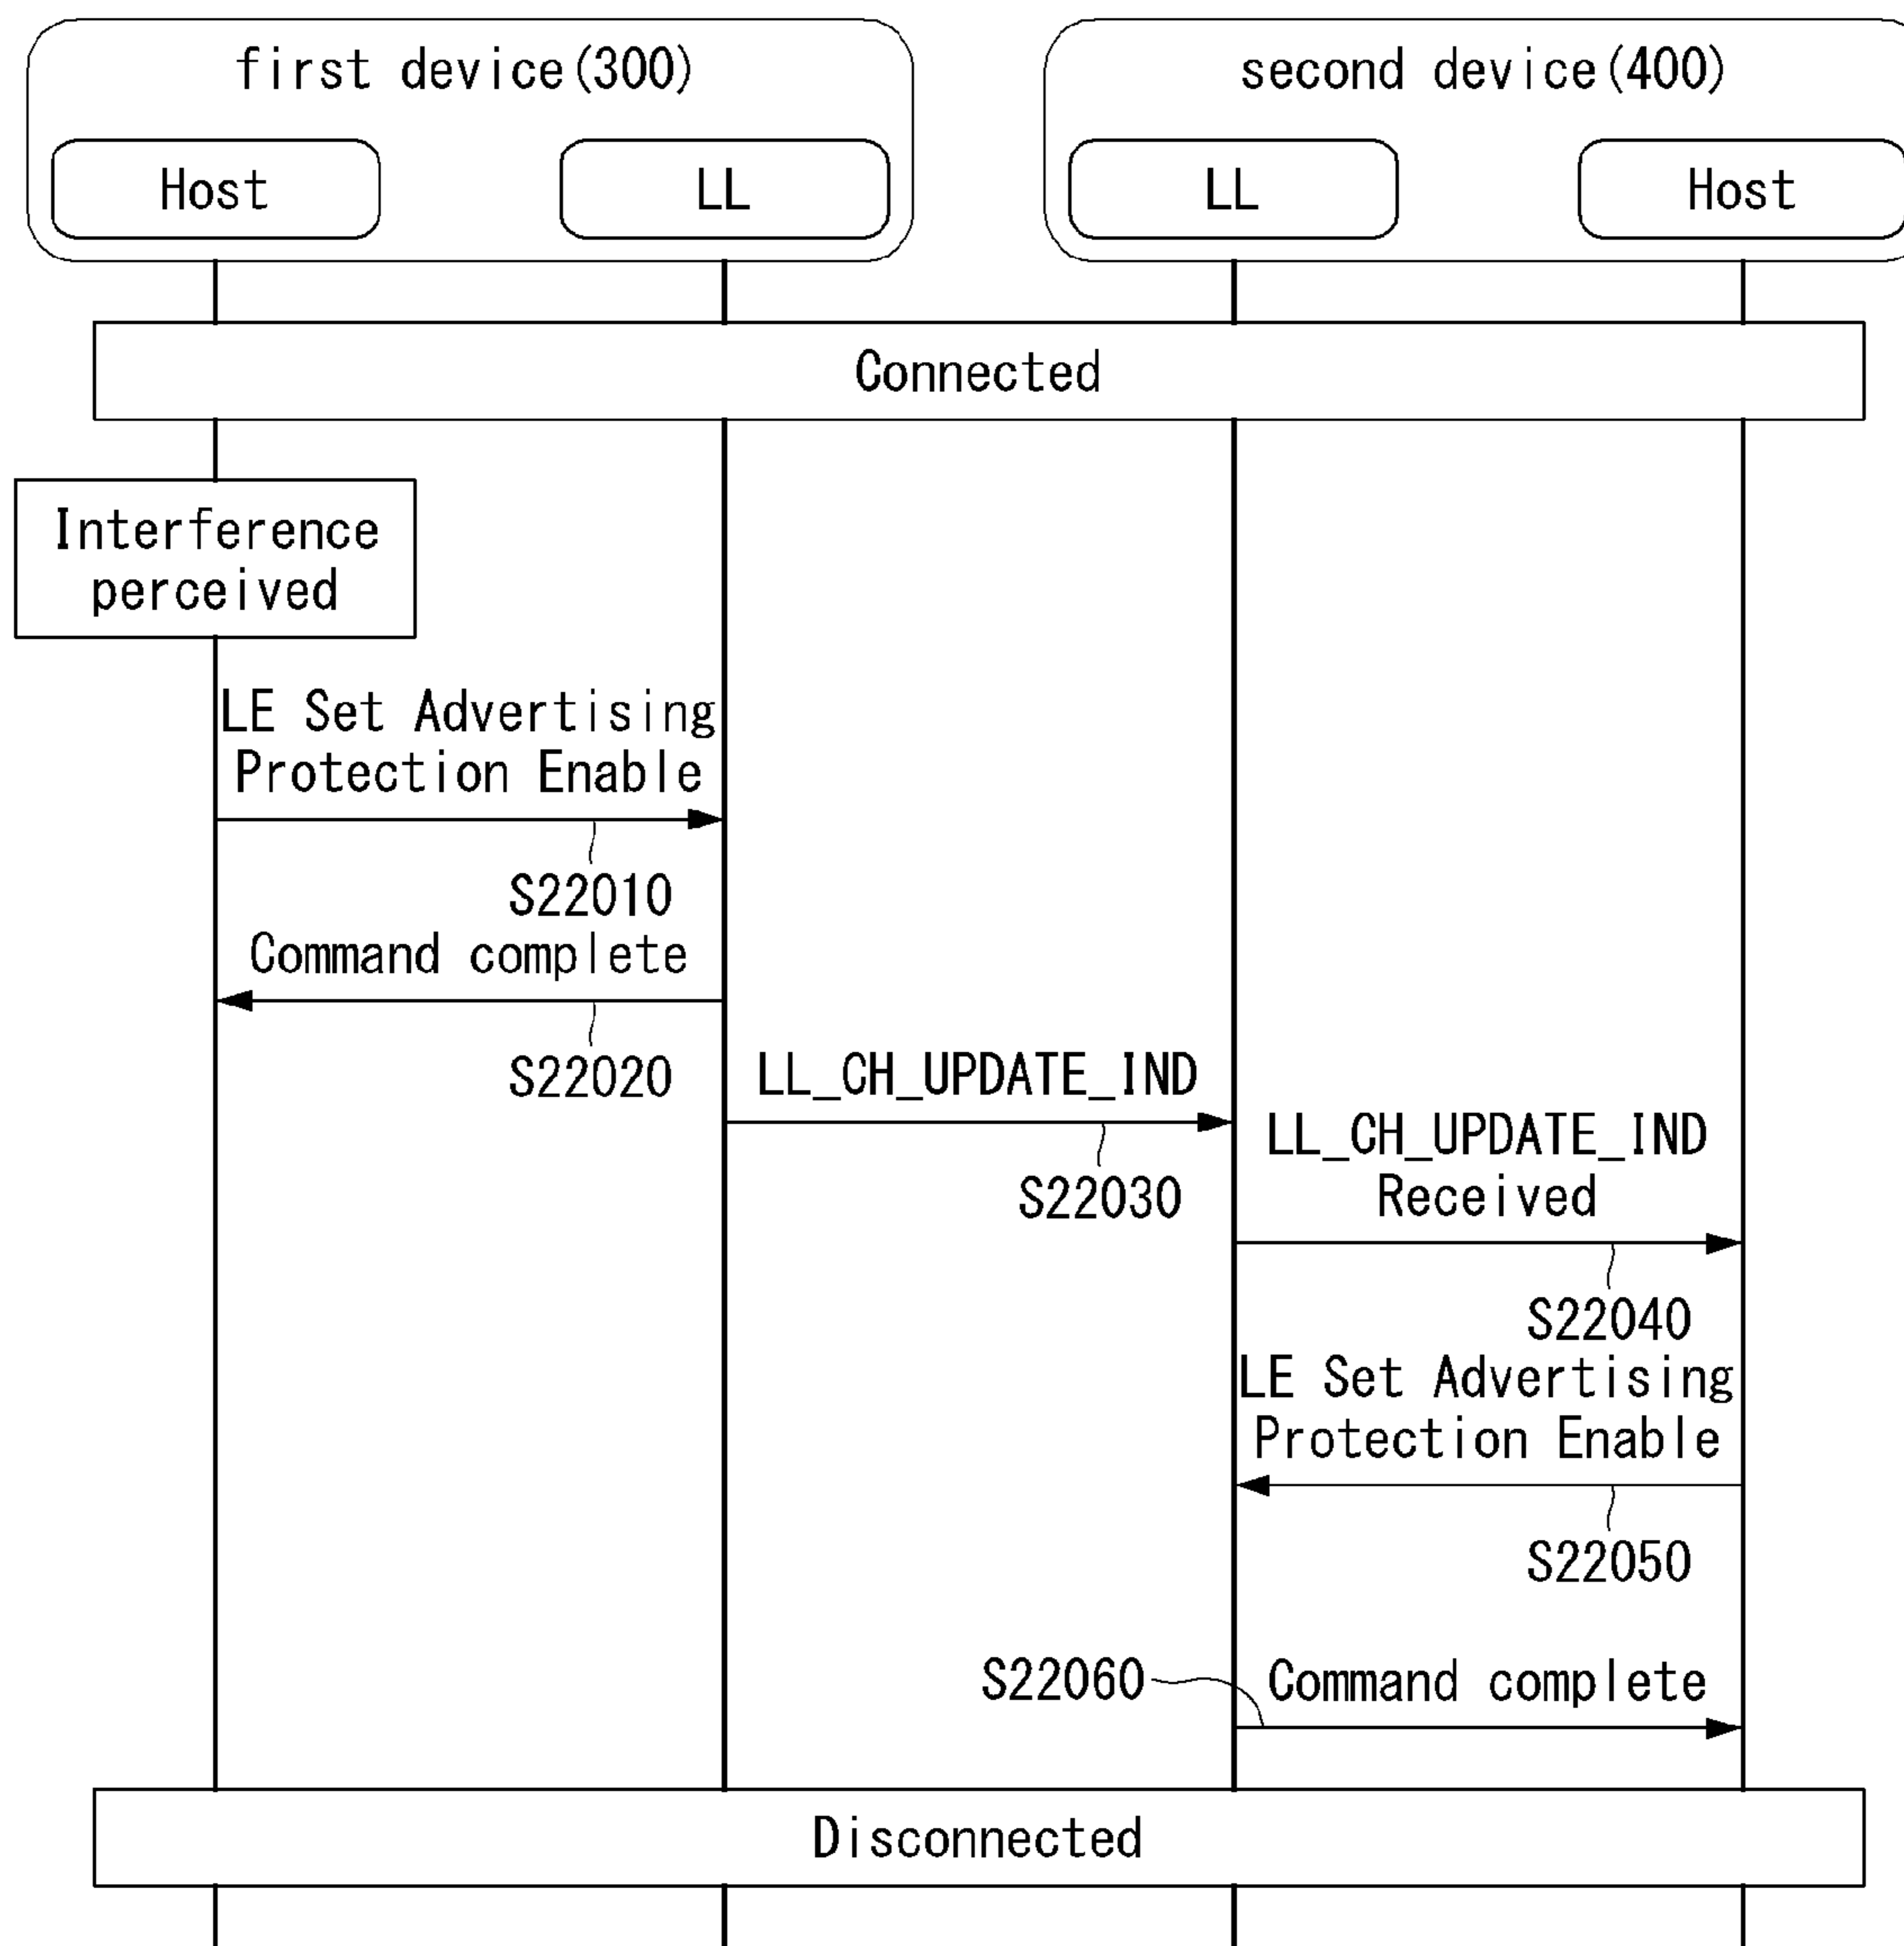 first device(300)
second device(400)
Host
LL
LL
Host
Connected
Interference
perceived
LE Set Advertising
Protection Enable
S22010
Command complete
S22020
LL_CH_UPDATE_IND
S22030
LL_CH_UPDATE_IND
Received
S22040
LE Set Advertising
Protection Enable
S22050
S22060
Command complete
Disconnected